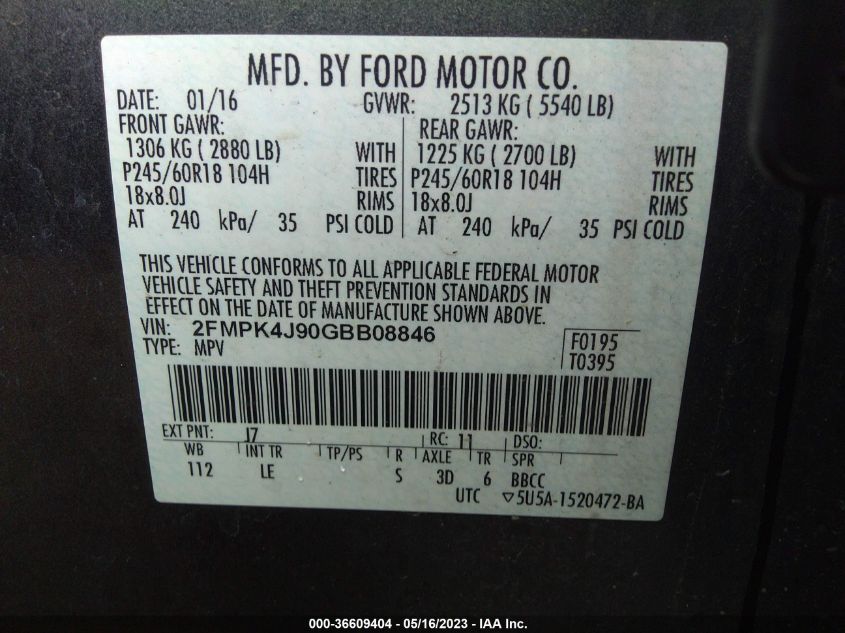 MFD. BY FORD MOTOR CO.
DATE: 01/16 GVWR: 2513 KG ( 5540 LB)
FRONT GAWR: REAR GAWR:
1306 KG ( 2880 LB) WITH 1225 KG ( 2700 LB) WITH
P245/60R18 104H TIRES P245/60R18 104H TIRES
18x8.0J RIMS 18x8.0J RIMS
AT 240 kPa/ 35 PSI COLD AT 240 kPa/ 35 PSI COLD
THIS VEHICLE CONFORMS TO ALL APPLICABLE FEDERAL MOTOR
VEHICLE SAFETY AND THEFT PREVENTION STANDARDS IN
EFFECT ON THE DATE OF MANUFACTURE SHOWN ABOVE.
VIN: 2FMPK4J90GBB08846 F0195
TYPE: MPV T0395
EXT PNT: J7 RC: 11 DSO:
WB INT TR TP/PS R AXLE TR SPR
112 LE S 3D 6 BBCC
UTC ▽5U5A-1520472-BA
000-36609404 - 05/16/2023 - IAA Inc.